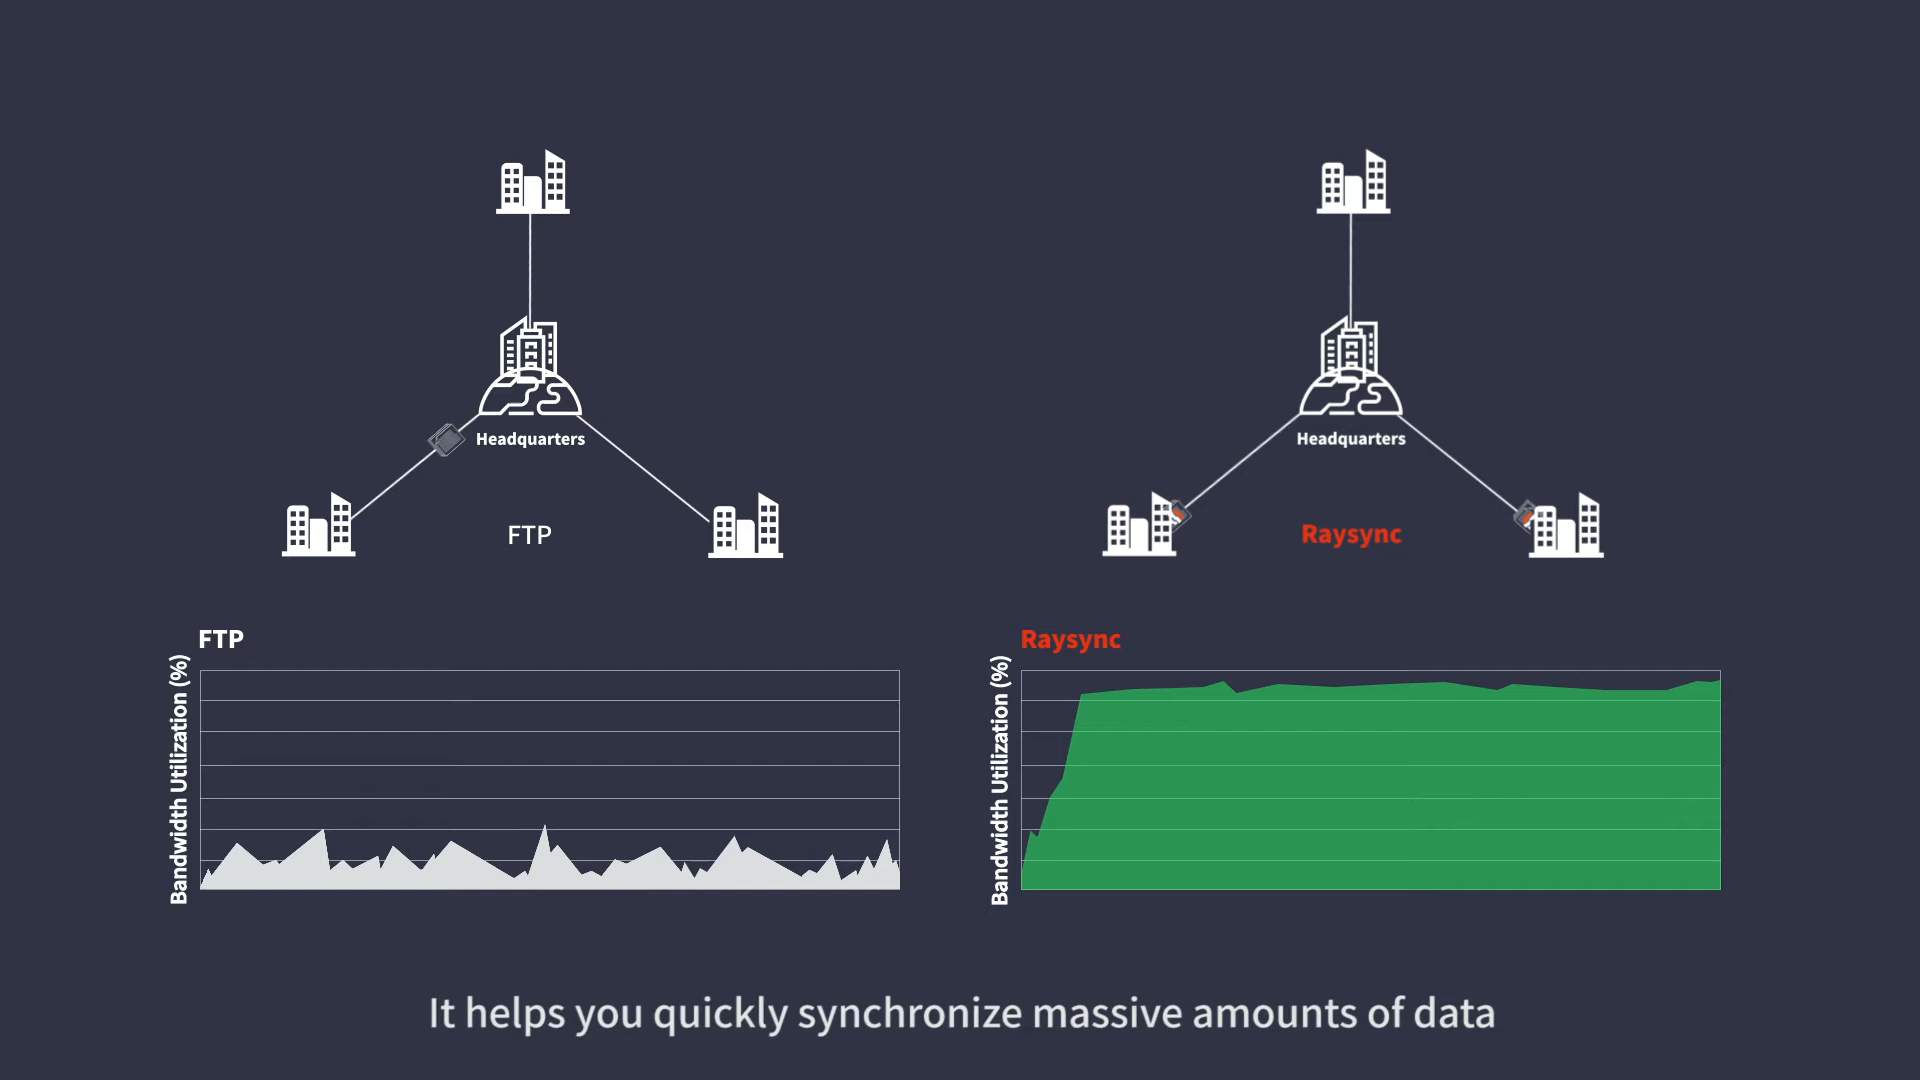 Headquarters
FTP
Headquarters
Raysync
FTP
Bandwidth Utilization (%)
Raysync
Bandwidth Utilization (%)
It helps you quickly synchronize massive amounts of data